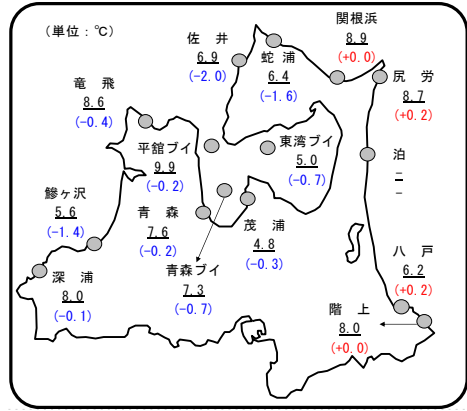 (単位:℃)
関根浜
8.9
(+0.0)
佐井
6.9
(-2.0)
蛇浦
6.4
(-1.6)
尻労
8.7
(+0.2)
竜飛
8.6
(-0.4)
平舘ブイ
9.9
(-0.2)
東湾ブイ
5.0
(-0.7)
泊
--
-
鰺ヶ沢
5.6
(-1.4)
青森
7.6
(-0.2)
茂浦
4.8
(-0.3)
青森ブイ
7.3
(-0.7)
深浦
8.0
(-0.1)
八戸
6.2
(+0.2)
階上
8.0
(+0.0)